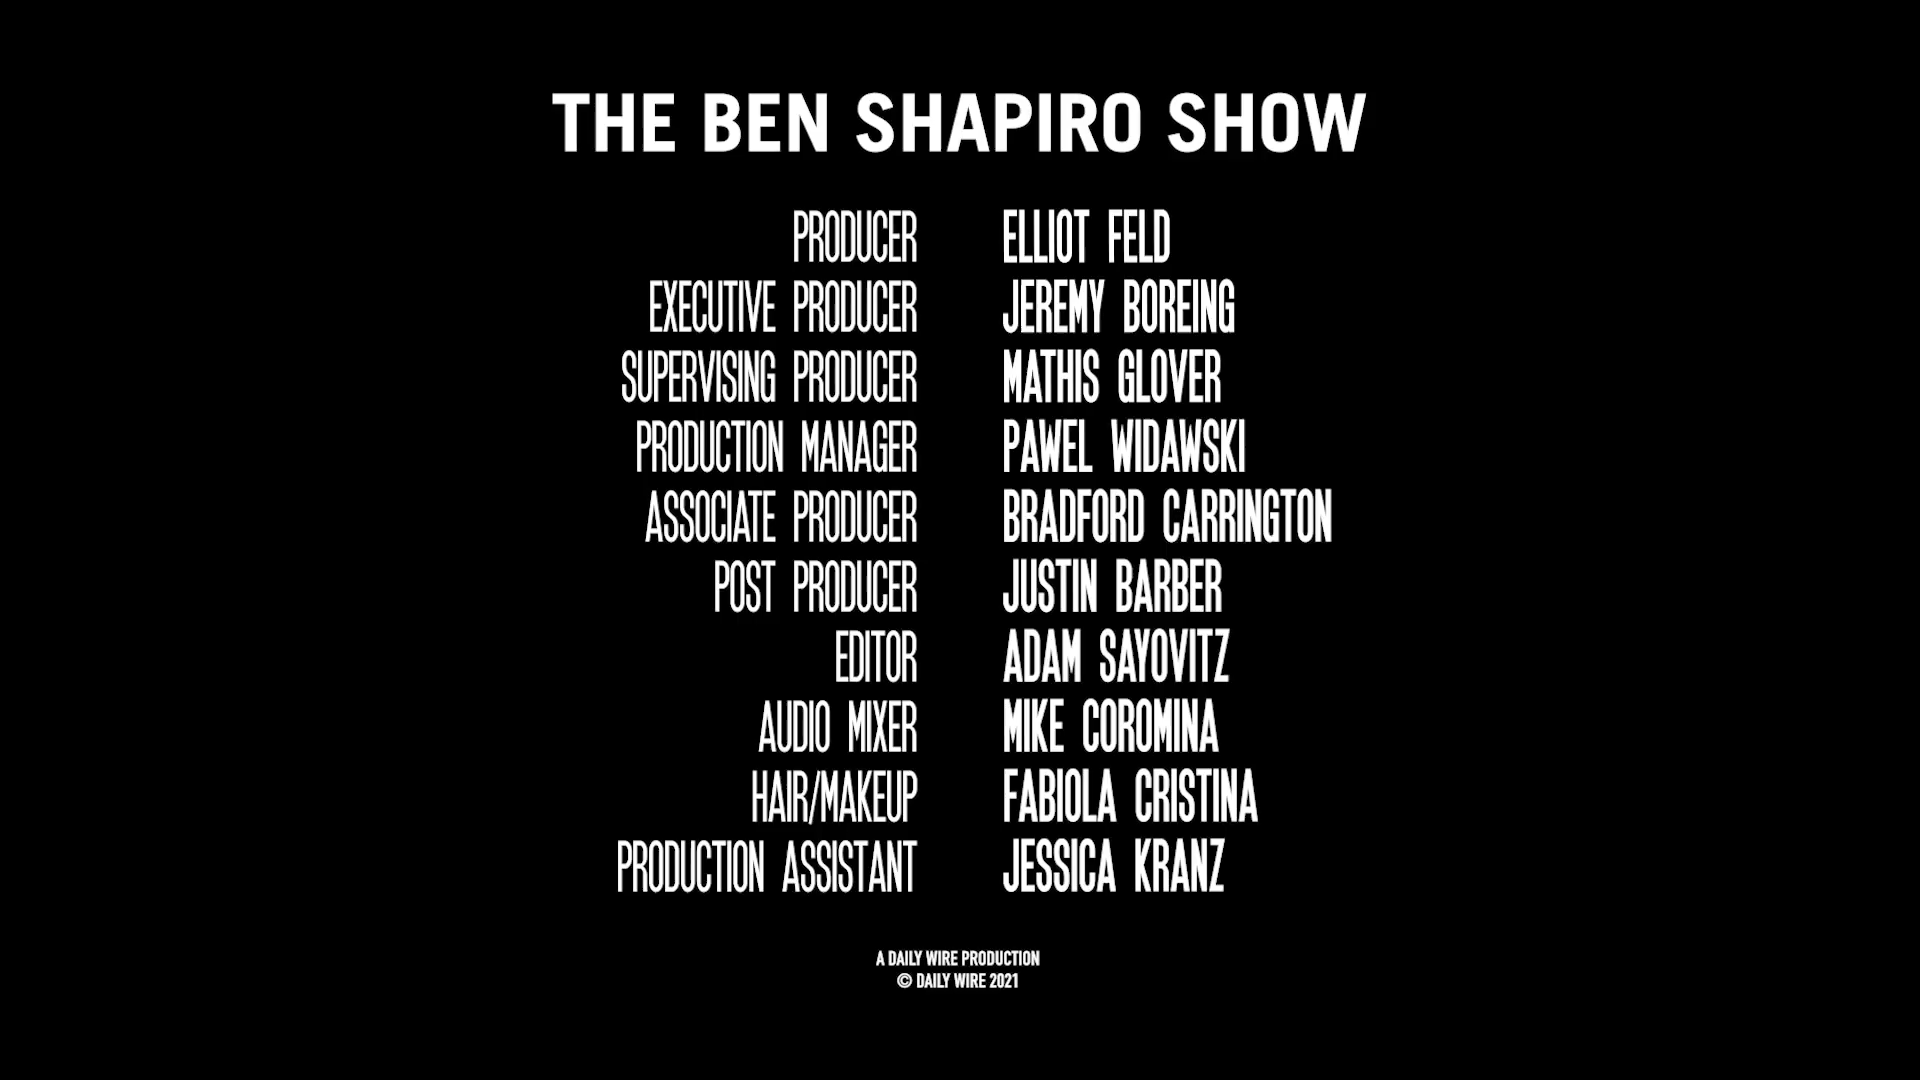 THE BEN SHAPIRO SHOW
PRODUCER ELLIOT FELD
EXECUTIVE PRODUCER JEREMY BOREING
SUPERVISING PRODUCER MATHIS GLOVER
PRODUCTION MANAGER PAWEL WIDAWSKI
ASSOCIATE PRODUCER BRADFORD CARRINGTON
POST PRODUCER JUSTIN BARBER
EDITOR ADAM SAYOVITZ
AUDIO MIXER MIKE COROMINA
HAIR/MAKEUP FABIOLA CRISTINA
PRODUCTION ASSISTANT JESSICA KRANZ
A DAILY WIRE PRODUCTION
© DAILY WIRE 2021